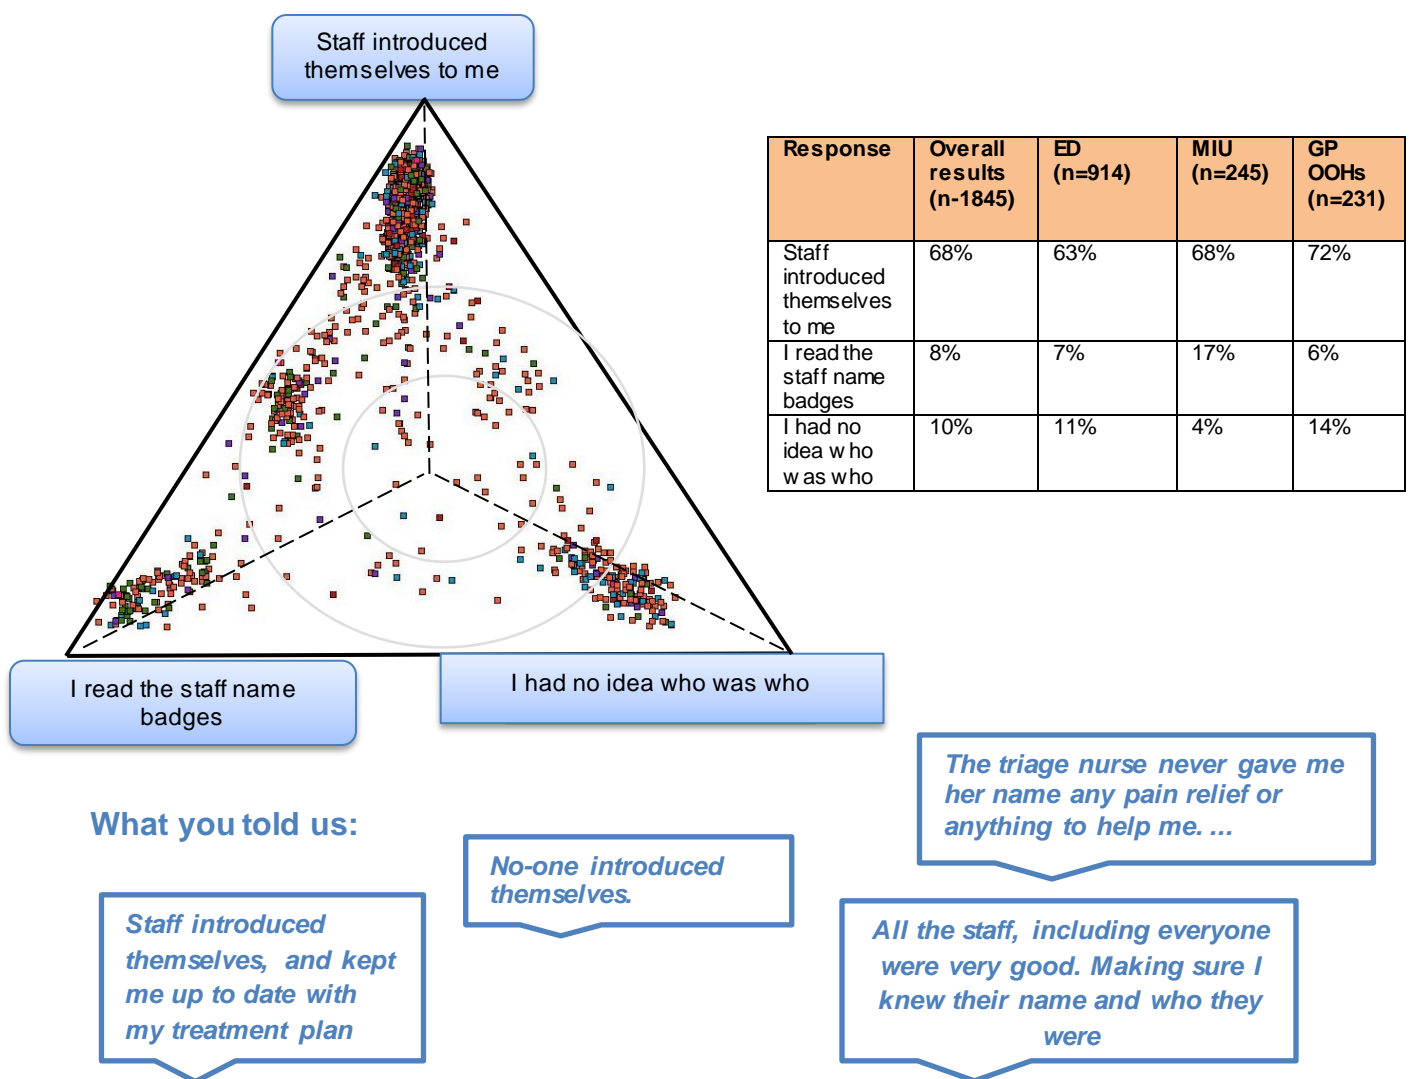 Staff introduced
themselves to me
Response
Overall
results
(n-1845)
ED
(n=914)
MIU
(n=245)
GP
OOHs
(n=231)
Staff
introduced
themselves
to me
68%
63%
68%
72%
I read the
staff name
badges
8%
7%
17%
6%
I had no
idea who
was who
10%
11%
4%
14%
I read the staff name
badges
I had no idea who was who
What you told us:
The triage nurse never gave me
her name any pain relief or
anything to help me. ...
No-one introduced
themselves.
Staff introduced
themselves, and kept
me up to date with
my treatment plan
All the staff, including everyone
were very good. Making sure I
knew their name and who they
were